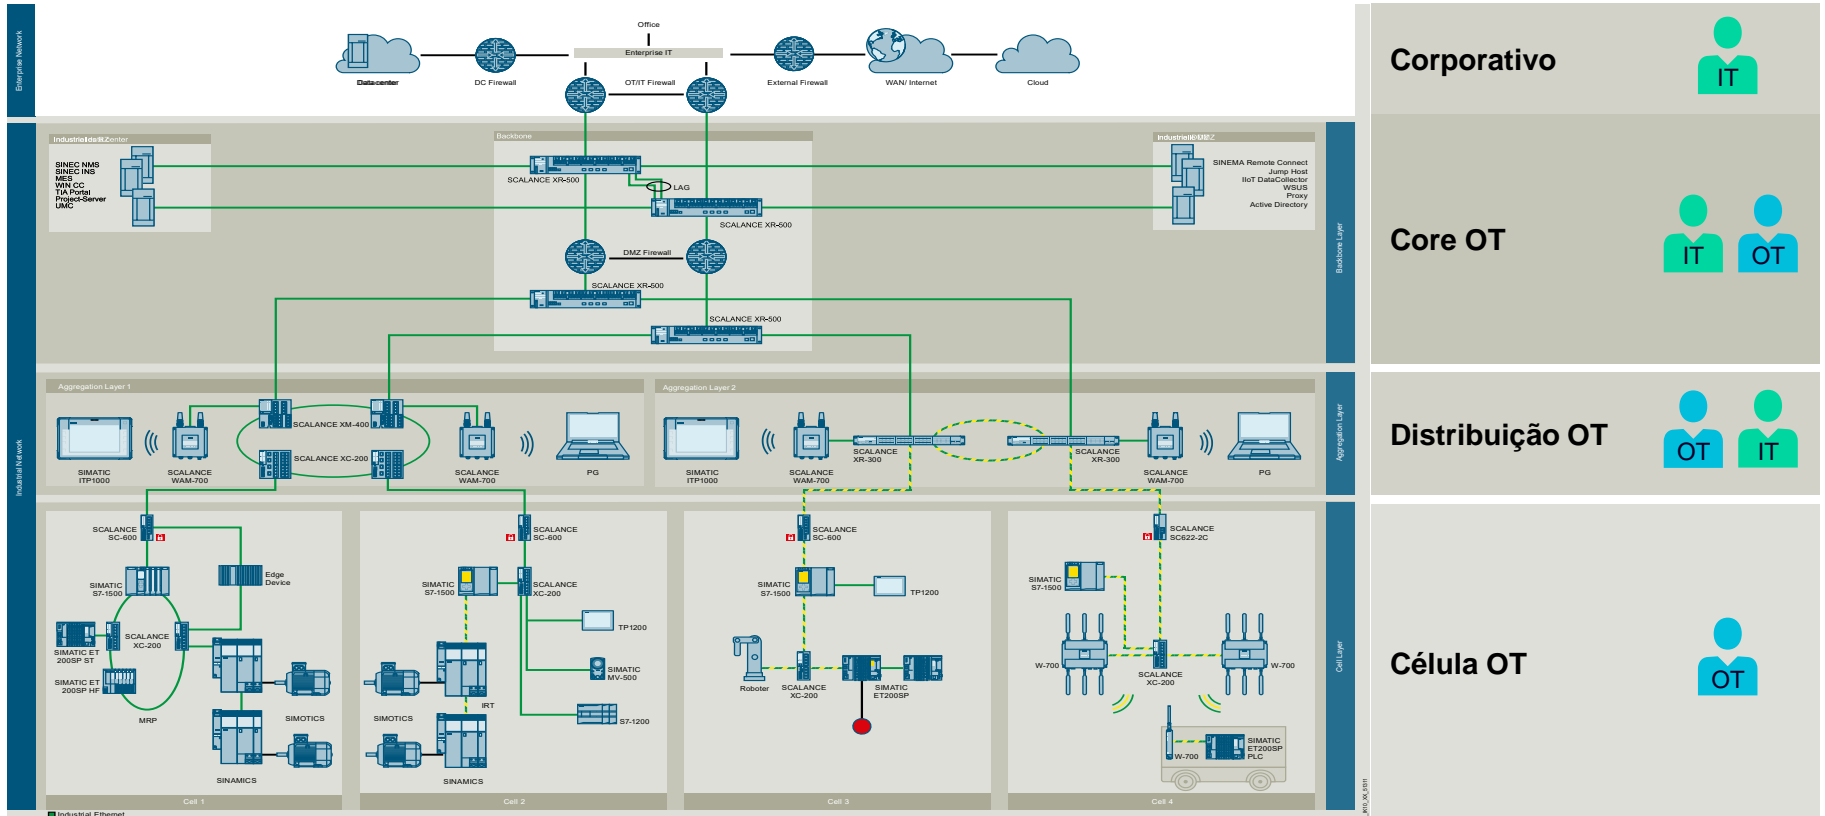 Enterprise Network
Office
Enterprise IT
Datacenter
DC Firewall
OT/IT Firewall
External Firewall
WAN/ Internet
Cloud
Corporativo
IT
Industrial Network
Backbone
SINEC NMS
SINEC INS
MES
WIN CC
TIA Portal
Project-Server
UMC
SCALANCE XR-500
LAG
SCALANCE XR-500
SINEMA Remote Connect
Jump Host
IIoT DataCollector
WSUS
Proxy
Active Directory
DMZ Firewall
SCALANCE XR-500
SCALANCE XR-500
Backbone Layer
Core OT
IT
OT
Aggregation Layer 1
SIMATIC
ITP1000
SCALANCE
WAM-700
SCALANCE XM-400
SCALANCE XC-200
SCALANCE
WAM-700
PG
Aggregation Layer 2
SIMATIC
ITP1000
SCALANCE
WAM-700
SCALANCE
XR-300
SCALANCE
XR-300
SCALANCE
WAM-700
PG
Aggregation Layer
Distribuição OT
OT
IT
SCALANCE
SC-600
SIMATIC
S7-1500
Edge
Device
SIMATIC ET
200SP ST
SCALANCE
XC-200
SIMATIC ET
200SP HF
MRP
SIMOTICS
SINAMICS
Cell 1
SCALANCE
SC-600
SIMATIC
S7-1500
SCALANCE
XC-200
TP1200
SIMATIC
MV-500
IRT
S7-1200
SIMOTICS
SINAMICS
Cell 2
SCALANCE
SC-600
SIMATIC
S7-1500
TP1200
Roboter
SCALANCE
XC-200
SIMATIC
ET200SP
Cell 3
SCALANCE
SC622-2C
SIMATIC
S7-1500
W-700
SCALANCE
XC-200
W-700
W-700
SIMATIC
ET200SP
PLC
Cell 4
Cell Layer
Célula OT
OT
Industrial Ethernet